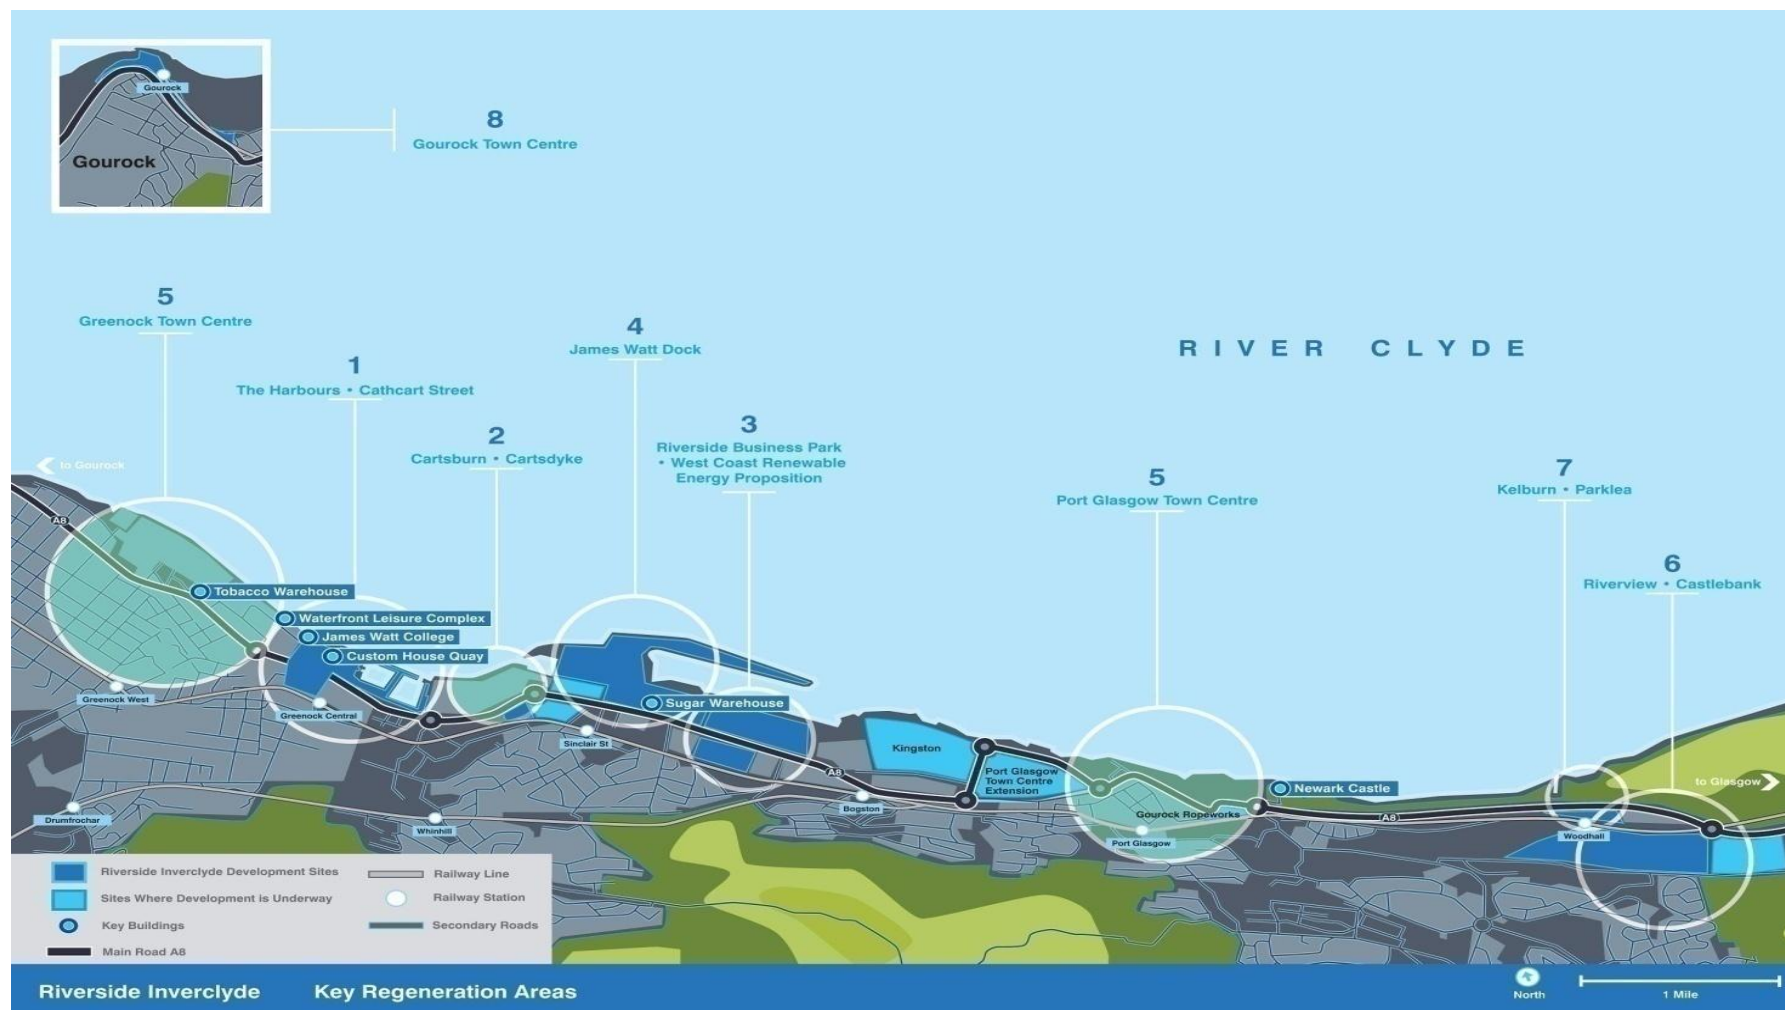 Gourock
Gourock
8
Gourock Town Centre
5
Greenock Town Centre
4
James Watt Dock
RIVER CLYDE
1
The Harbours • Cathcart Street
3
Riverside Business Park
• West Coast Renewable
Energy Proposition
2
Cartsburn • Cartsdyke
5
Port Glasgow Town Centre
7
Kelburn • Parklea
6
Riverview • Castlebank
to Gourock
A8
Tobacco Warehouse
Waterfront Leisure Complex
James Watt College
Custom House Quay
Greenock West
Greenock Central
Sugar Warehouse
Sinclair St
Kingston
A8
Port Glasgow
Town Centre
Extension
Bogston
Newark Castle
to Glasgow
Gourock Ropeworks
A8
Port Glasgow
Woodhall
Drumfrochar
Whinhill
Riverside Inverclyde Development Sites
Railway Line
Sites Where Development is Underway
Railway Station
Key Buildings
Secondary Roads
Main Road A8
Riverside Inverclyde Key Regeneration Areas
North
1 Mile